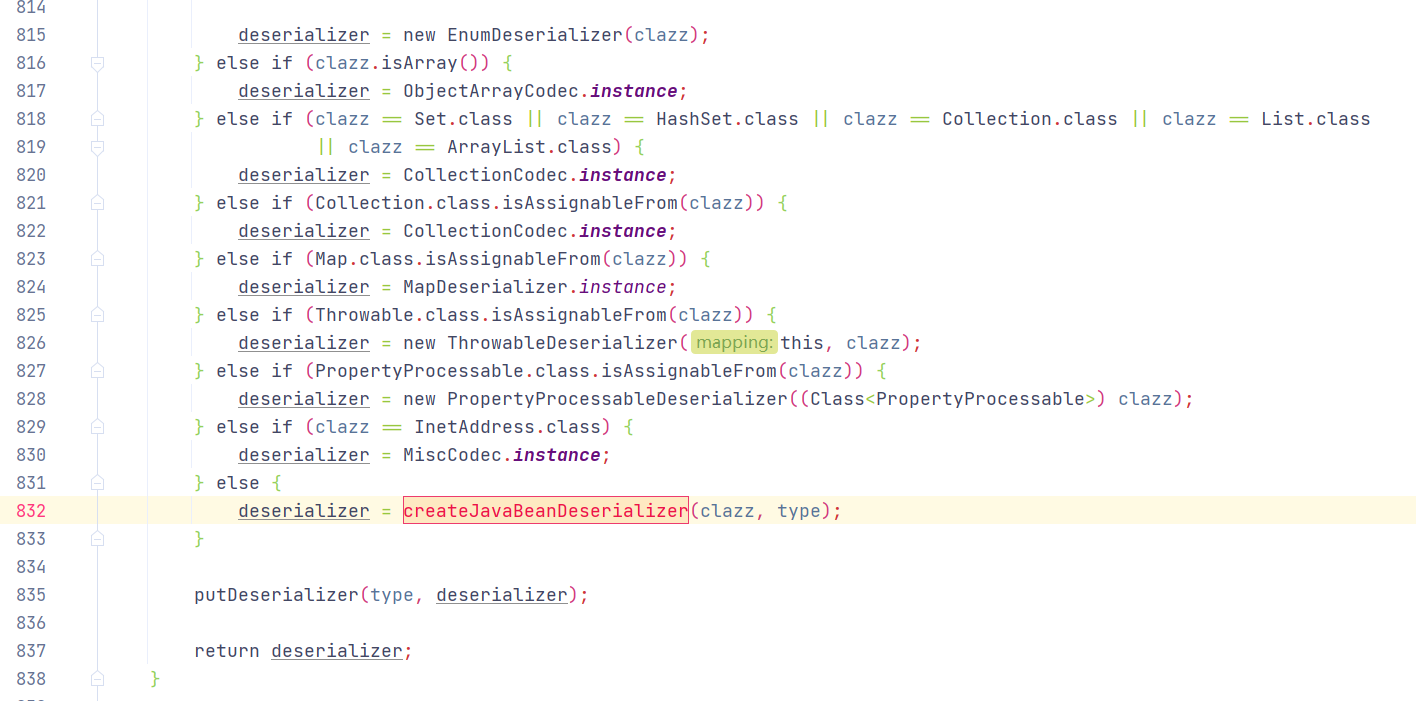 814
815 deserializer = new EnumDeserializer(clazz);
816 } else if (clazz.isArray()) {
817 deserializer = ObjectArrayCodec.instance;
818 } else if (clazz == Set.class || clazz == HashSet.class || clazz == Collection.class || clazz == List.class
819 || clazz == ArrayList.class) {
820 deserializer = CollectionCodec.instance;
821 } else if (Collection.class.isAssignableFrom(clazz)) {
822 deserializer = CollectionCodec.instance;
823 } else if (Map.class.isAssignableFrom(clazz)) {
824 deserializer = MapDeserializer.instance;
825 } else if (Throwable.class.isAssignableFrom(clazz)) {
826 deserializer = new ThrowableDeserializer( mapping: this, clazz);
827 } else if (PropertyProcessable.class.isAssignableFrom(clazz)) {
828 deserializer = new PropertyProcessableDeserializer((Class<PropertyProcessable>) clazz);
829 } else if (clazz == InetAddress.class) {
830 deserializer = MiscCodec.instance;
831 } else {
832 deserializer = createJavaBeanDeserializer(clazz, type);
833 }
834
835 putDeserializer(type, deserializer);
836
837 return deserializer;
838 }